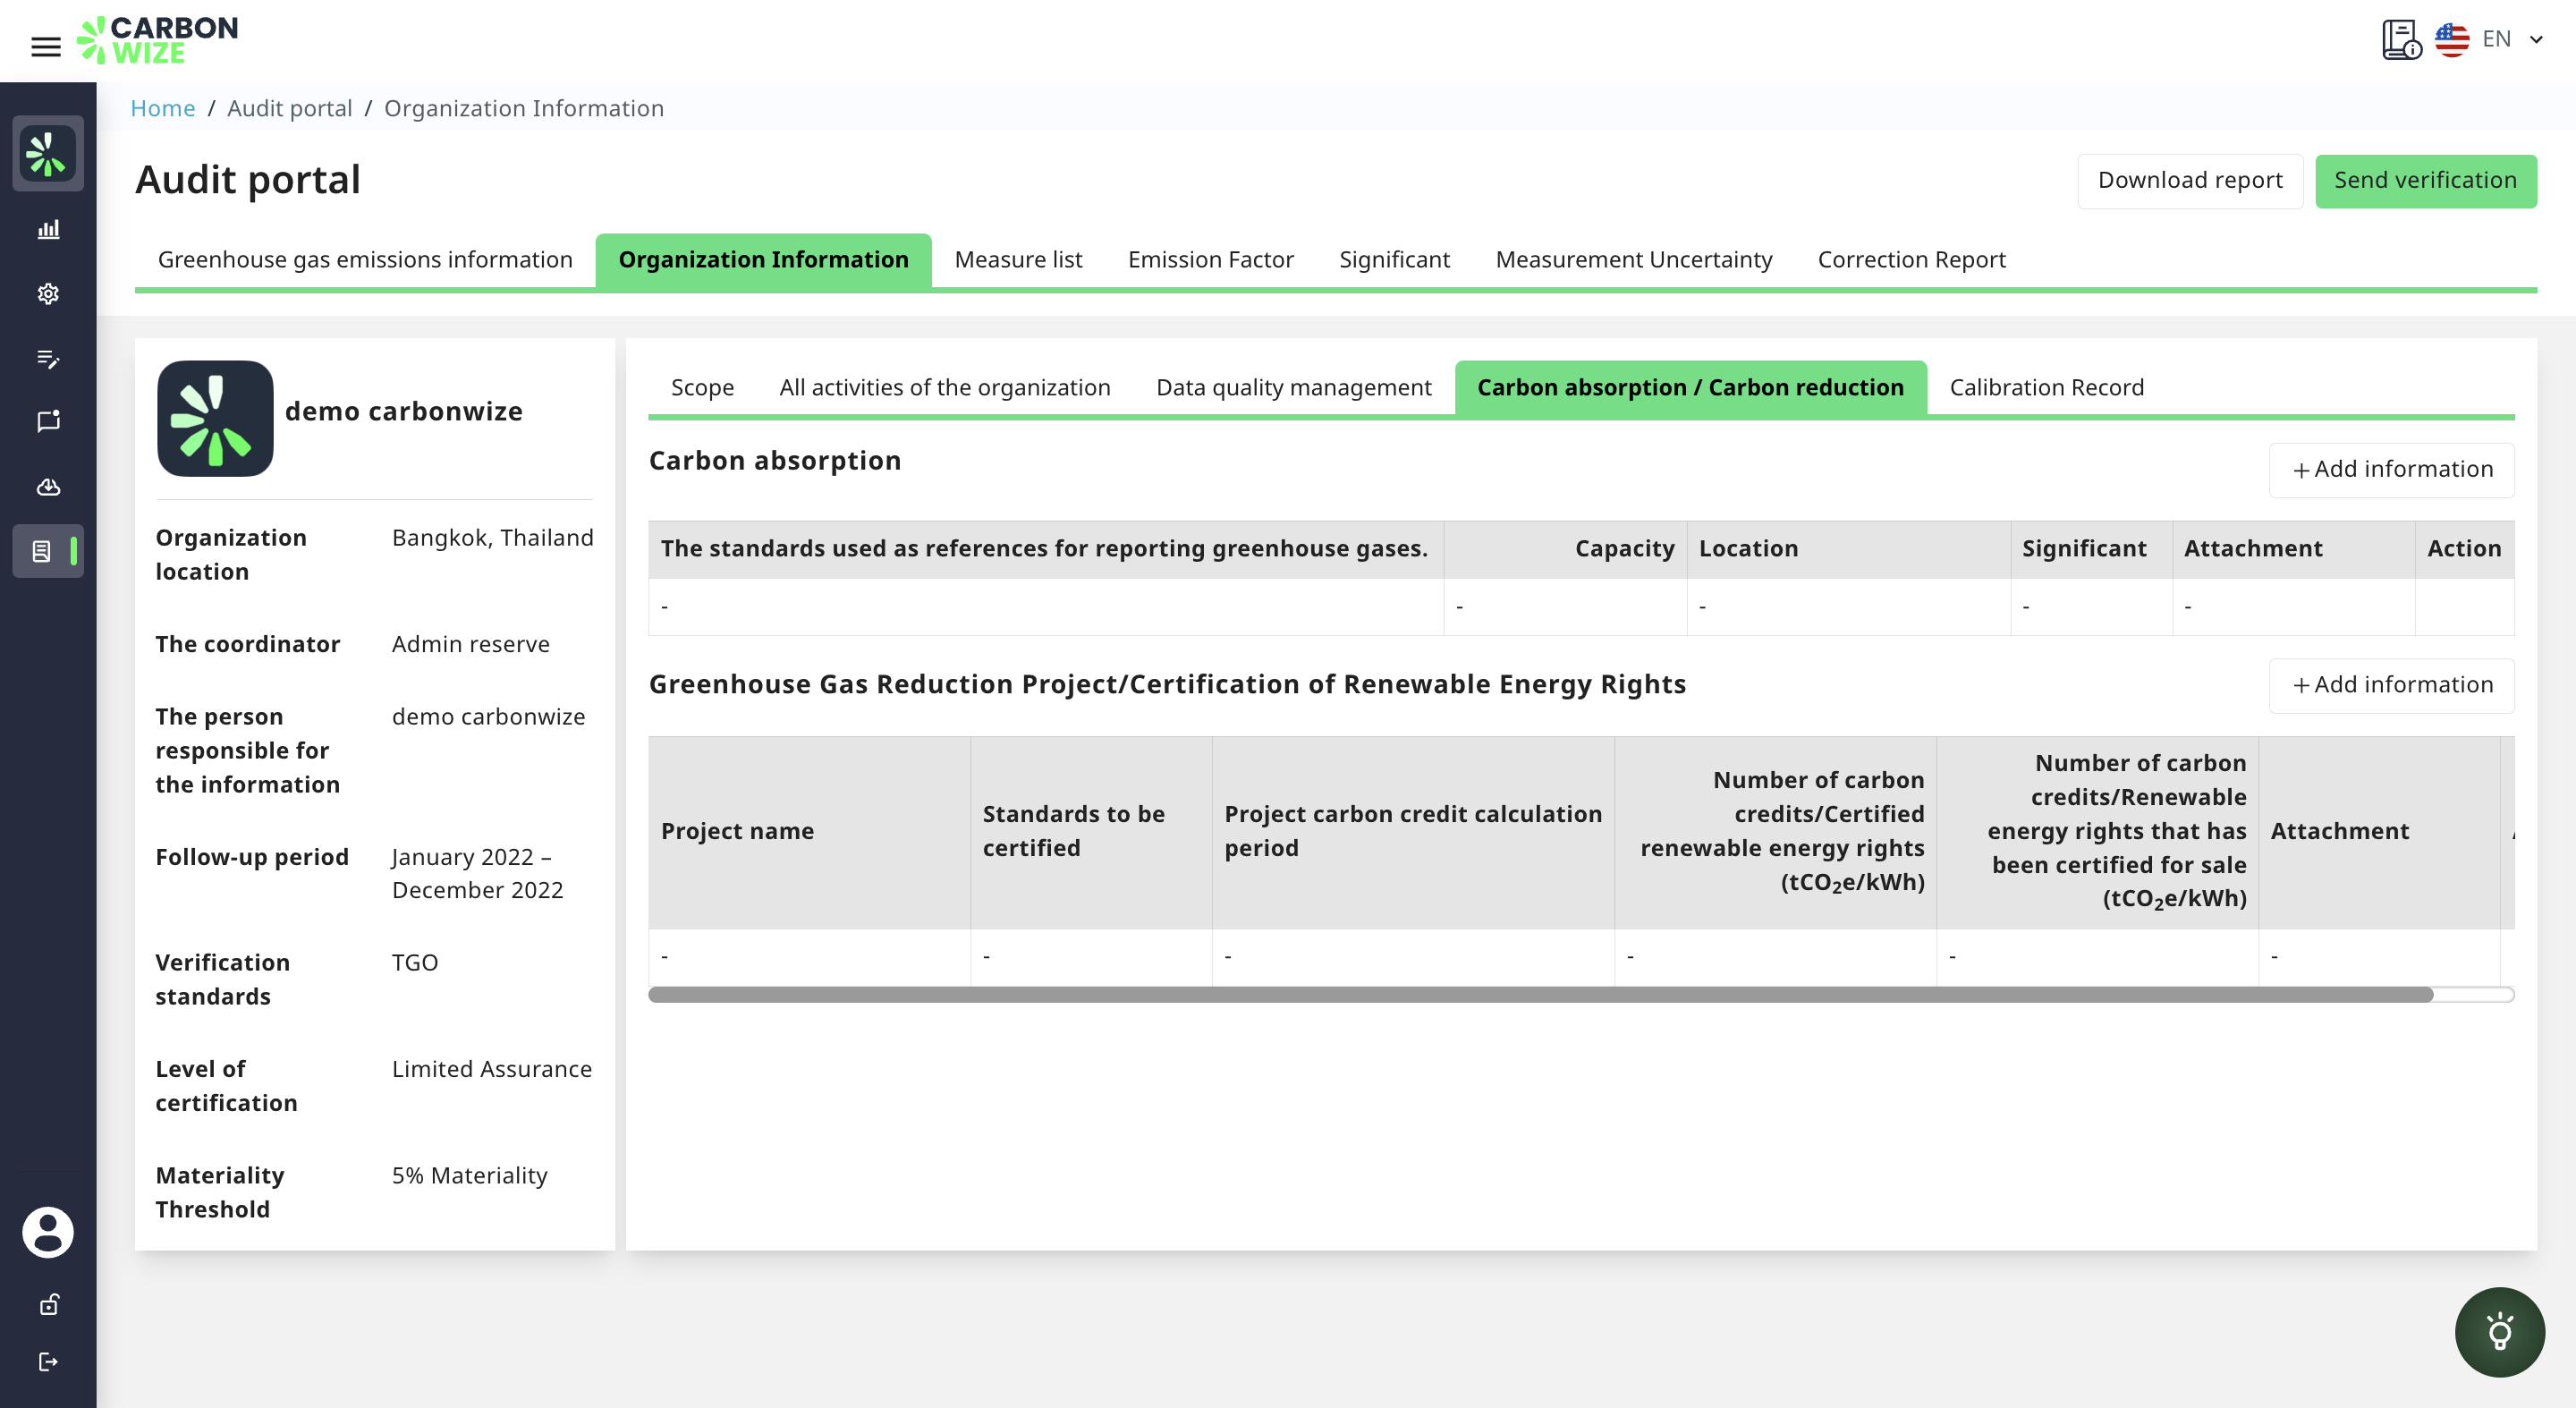 CARBON
WIZE
EN
Home / Audit portal / Organization Information
Audit portal
Download report
Send verification
Greenhouse gas emissions information
Organization Information
Measure list
Emission Factor
Significant
Measurement Uncertainty
Correction Report
demo carbonwize
Organization
location
Bangkok, Thailand
The coordinator
Admin reserve
The person
responsible for
the information
demo carbonwize
Follow-up period
January 2022 –
December 2022
Verification
standards
TGO
Level of
certification
Limited Assurance
Materiality
Threshold
5% Materiality
Scope
All activities of the organization
Data quality management
Carbon absorption / Carbon reduction
Calibration Record
Carbon absorption
+ Add information
The standards used as references for reporting greenhouse gases.
Capacity
Location
Significant
Attachment
Action
-
-
-
-
-
Greenhouse Gas Reduction Project/Certification of Renewable Energy Rights
+ Add information
Project name
Standards to be
certified
Project carbon credit calculation
period
Number of carbon
credits/Certified
renewable energy rights
(tCO₂e/kWh)
Number of carbon
credits/Renewable
energy rights that has
been certified for sale
(tCO₂e/kWh)
Attachment
-
-
-
-
-
-